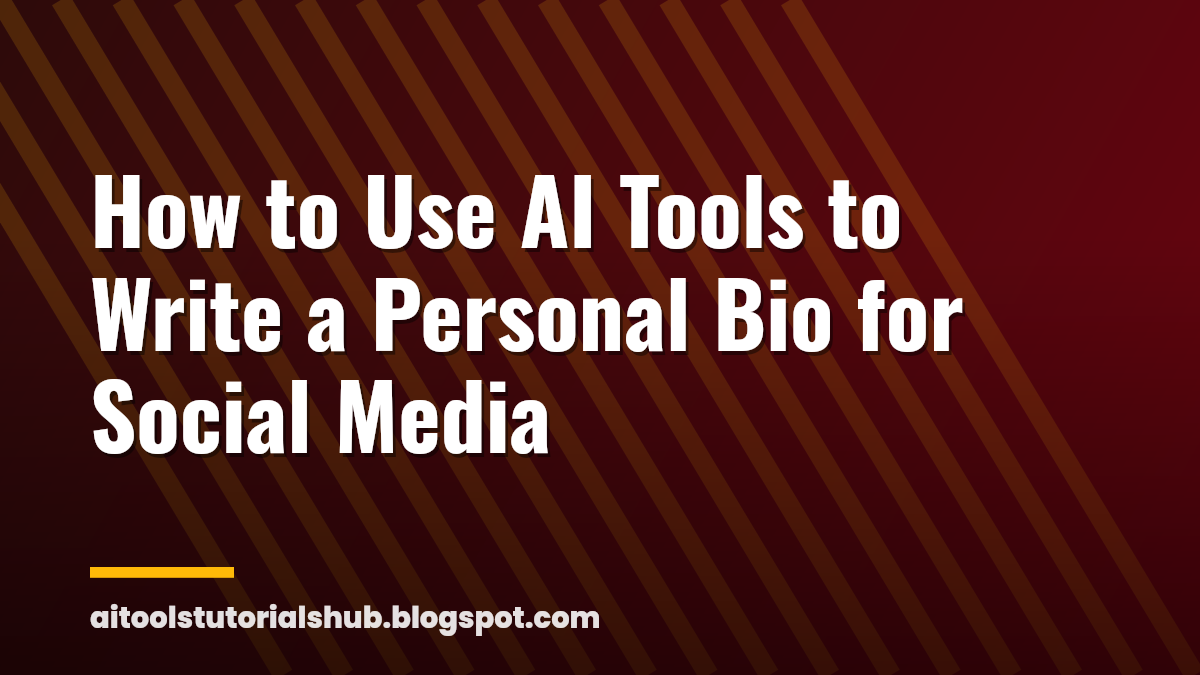 How to Use AI Tools to
Write a Personal Bio for
Social Media
aitoolstutorialshub.blogspot.com